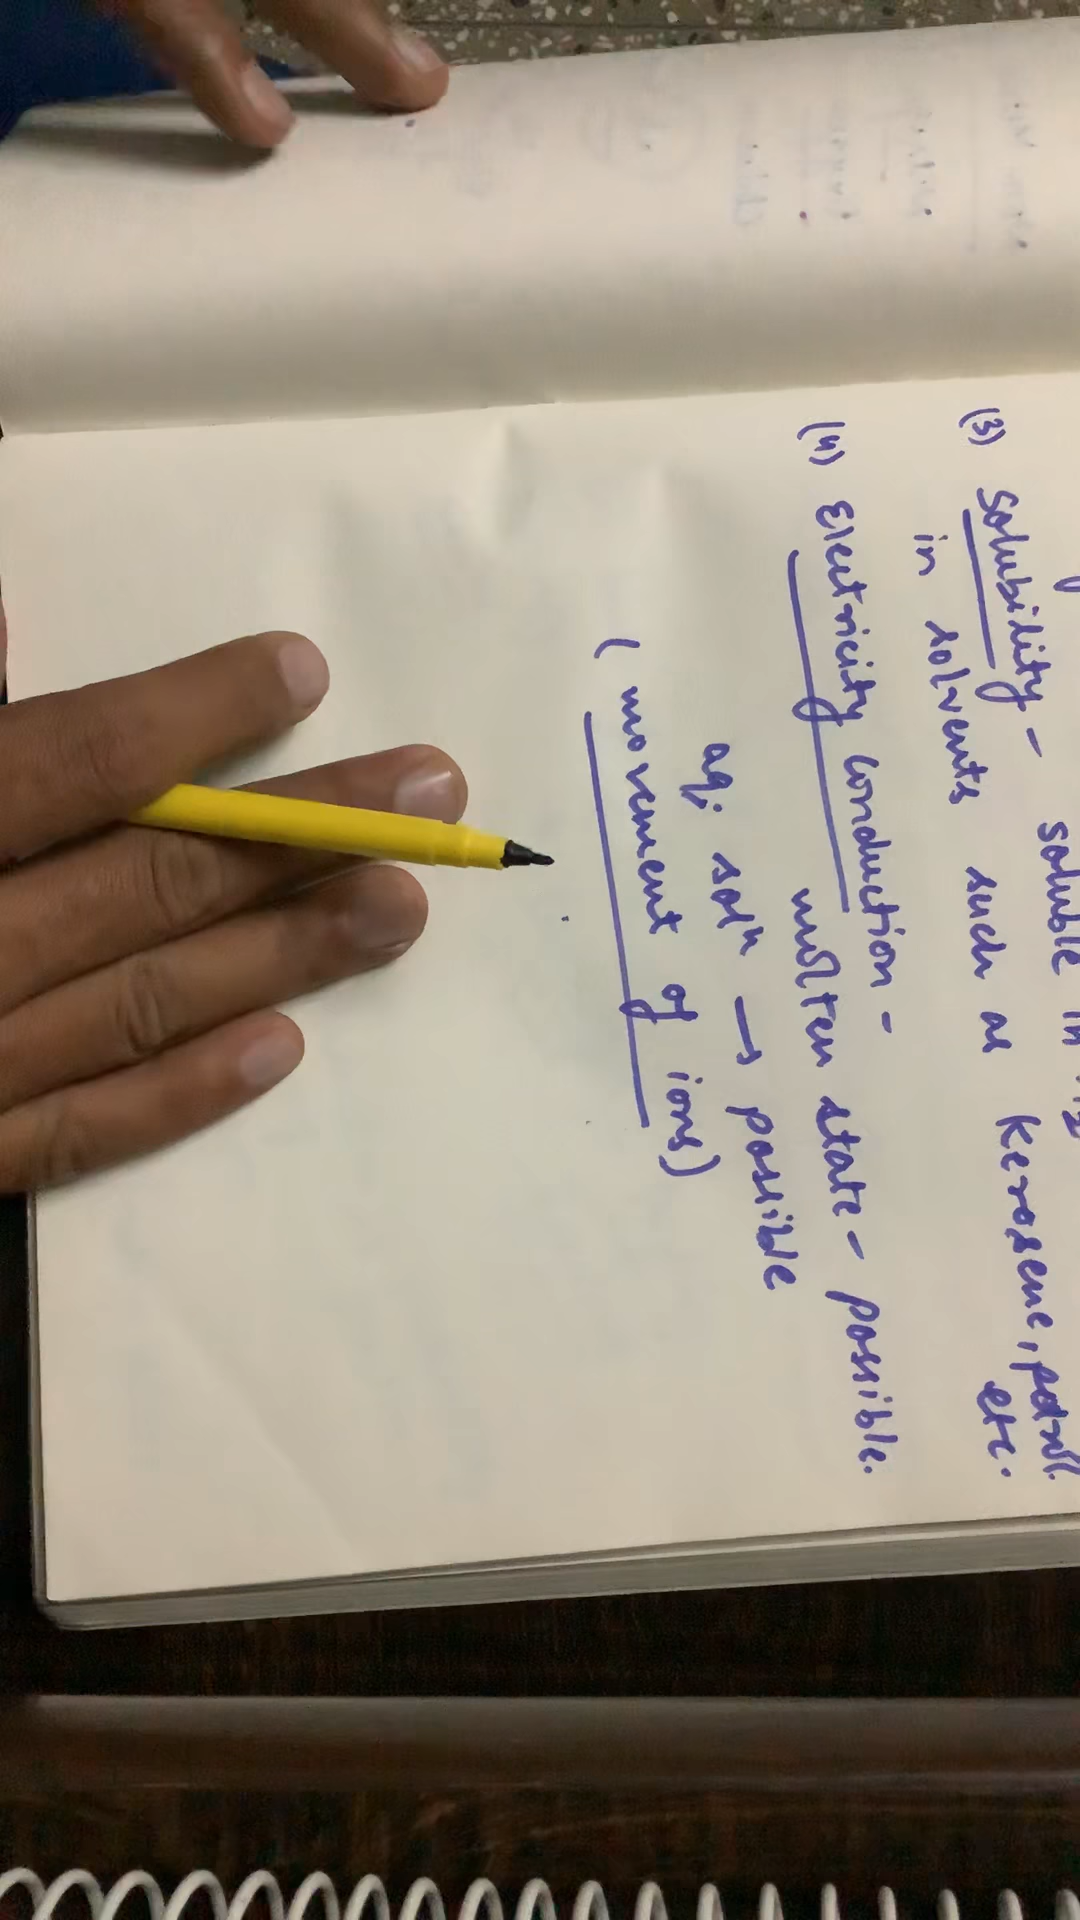 (3) Solubility - soluble in
in solvents such as Kerosene, petrol
etc.
(4) Electricity conduction -
molten state - possible.
aq. solⁿ → possible
(movement of ions)